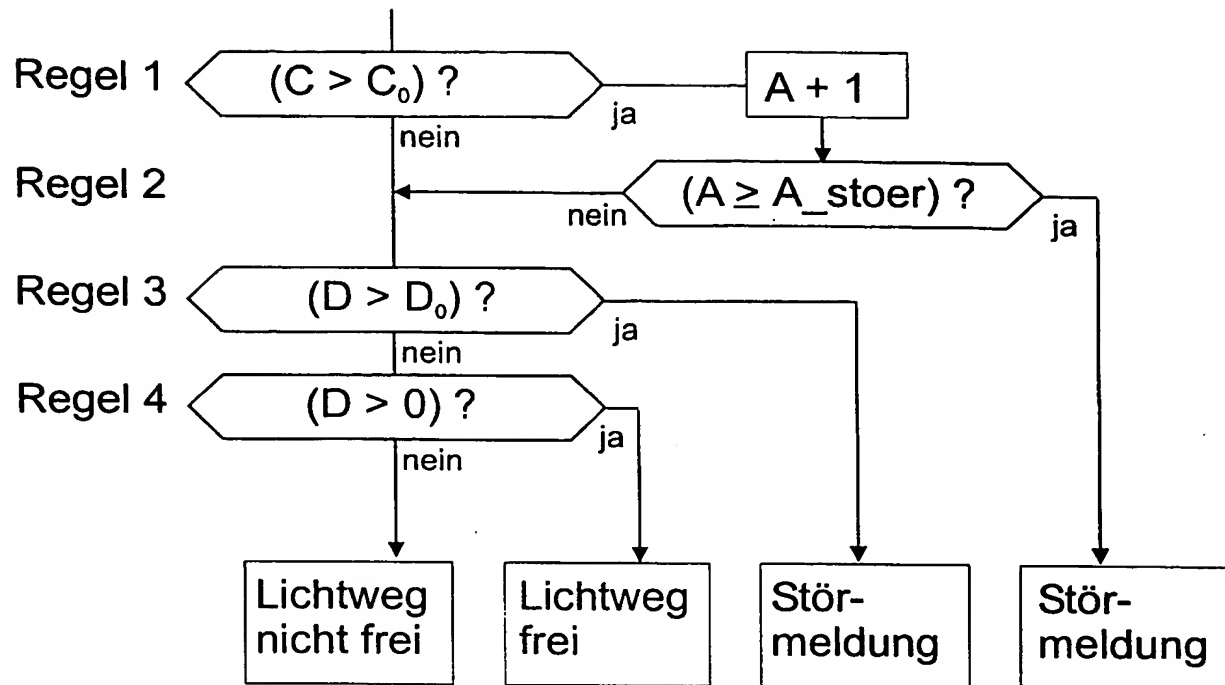 Regel 1
(C > C₀) ?
A + 1
ja
nein
Regel 2
(A ≥ A_stoer) ?
nein
ja
Regel 3
(D > D₀) ?
ja
nein
Regel 4
(D > 0) ?
ja
nein
Lichtweg
nicht frei
Lichtweg
frei
Stör-
meldung
Stör-
meldung